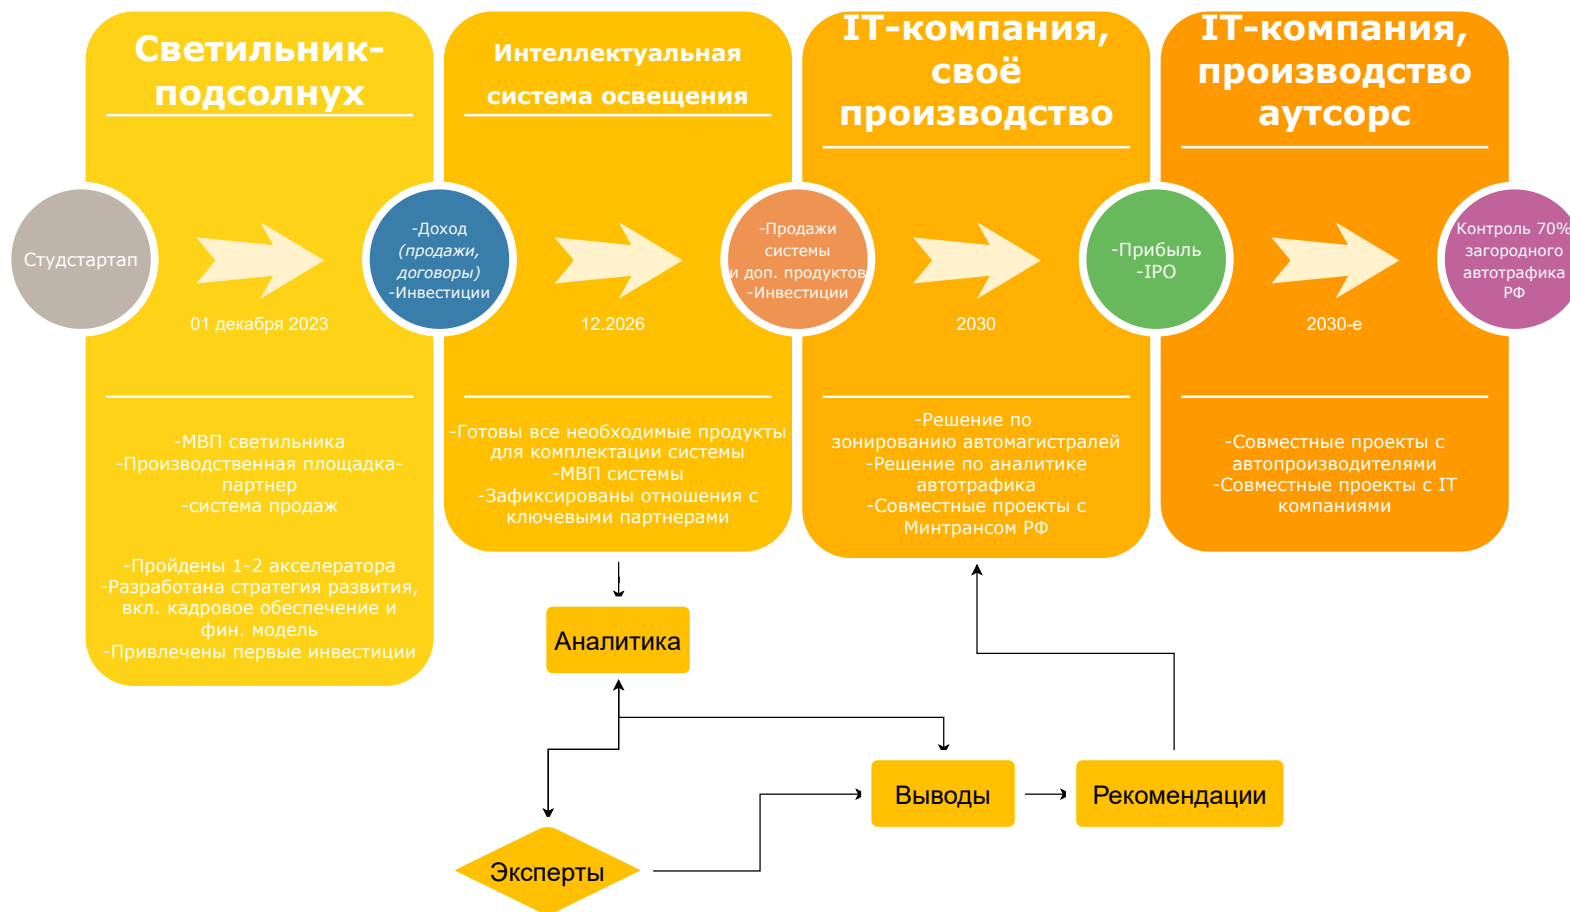 Светильник-
подсолнух
Студстартап
01 декабря 2023
-МВП светильника
-Производственная площадка-
партнер
-система продаж
-Пройдены 1-2 акселератора
-Разработана стратегия развития,
вкл. кадровое обеспечение и
фин. модель
-Привлечены первые инвестиции
Интеллектуальная
система освещения
-Доход
(продажи,
договоры)
-Инвестиции
12.2026
-Готовы все необходимые продукты
для комплектации системы
-МВП системы
-Зафиксированы отношения с
ключевыми партнерами
IT-компания,
своё
производство
-Продажи
системы
и доп. продуктов
-Инвестиции
2030
-Решение по
зонированию автомагистралей
-Решение по аналитике
автотрафика
-Совместные проекты с
Минтрансом РФ
IT-компания,
производство
аутсорс
-Прибыль
-IPO
2030-е
Контроль 70%
загородного
автотрафика
РФ
-Совместные проекты с
автопроизводителями
-Совместные проекты с IT
компаниями
Аналитика
Эксперты
Выводы
Рекомендации